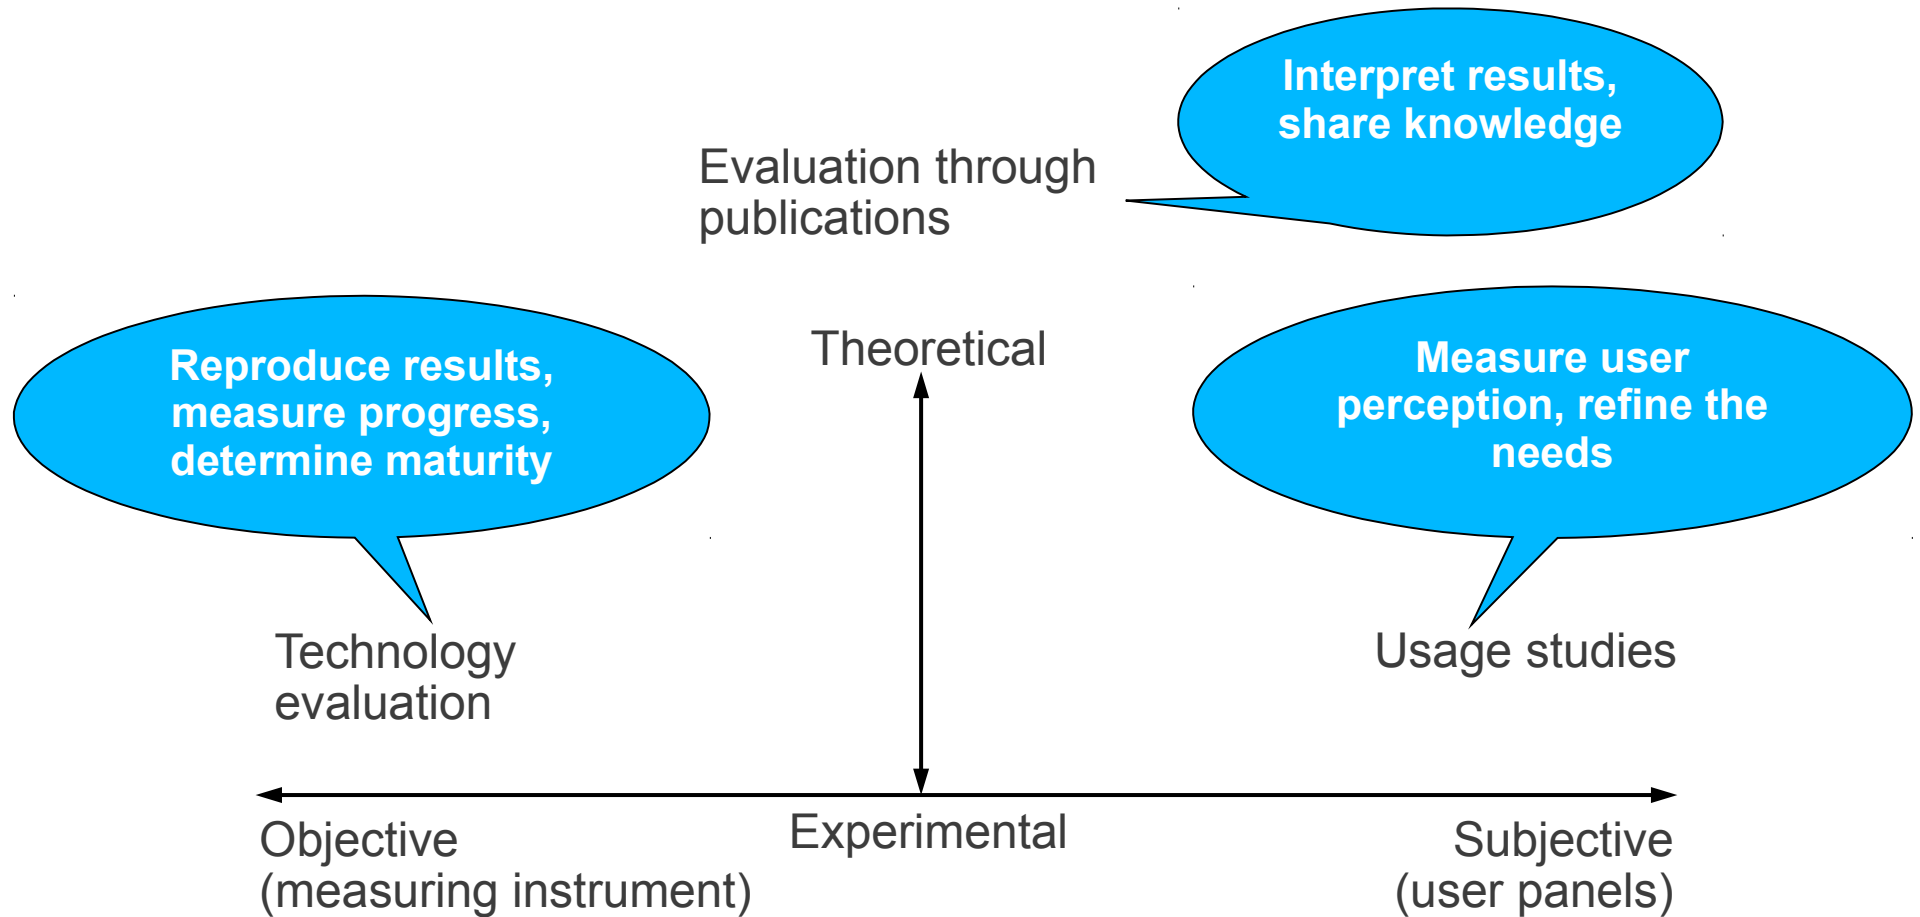 Interpret results,
share knowledge
Evaluation through
publications
Reproduce results,
measure progress,
determine maturity
Theoretical
Measure user
perception, refine the
needs
Technology
evaluation
Usage studies
Objective
(measuring instrument)
Experimental
Subjective
(user panels)